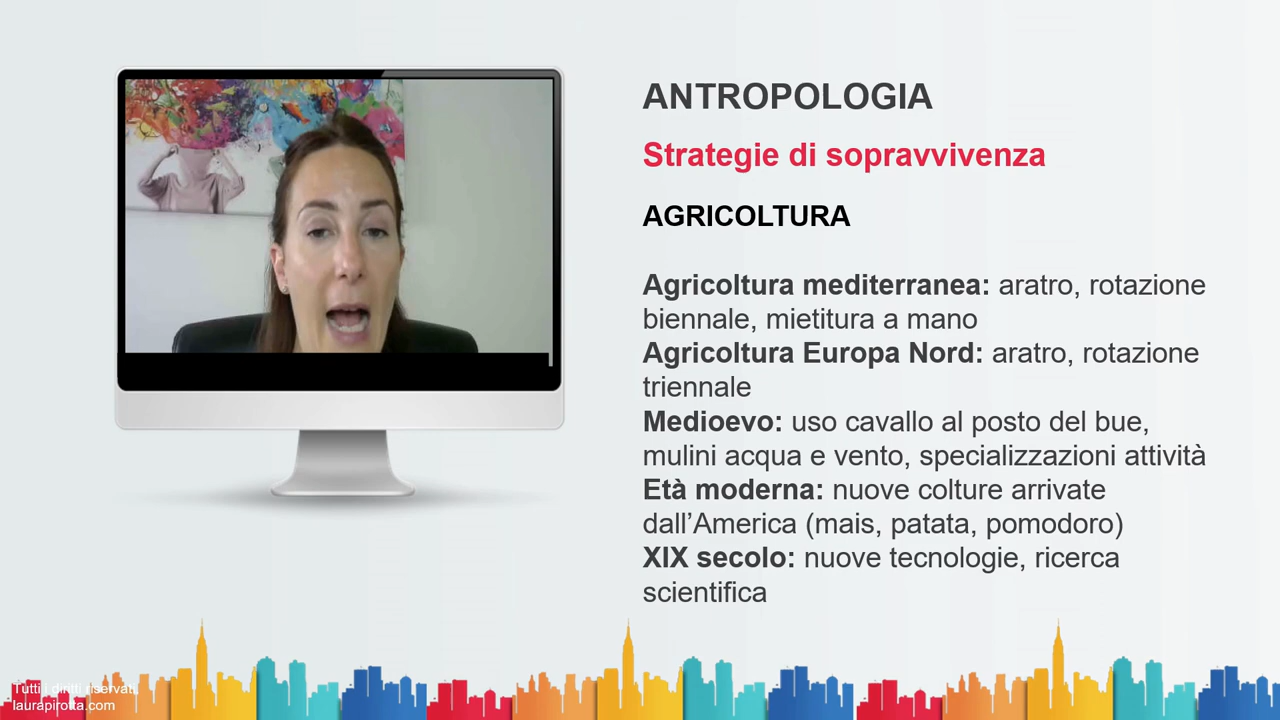 ANTROPOLOGIA
Strategie di sopravvivenza
AGRICOLTURA
Agricoltura mediterranea: aratro, rotazione
biennale, mietitura a mano
Agricoltura Europa Nord: aratro, rotazione
triennale
Medioevo: uso cavallo al posto del bue,
mulini acqua e vento, specializzazioni attività
Età moderna: nuove colture arrivate
dall’America (mais, patata, pomodoro)
XIX secolo: nuove tecnologie, ricerca
scientifica
Tutti i diritti riservati
laurapirotta.com